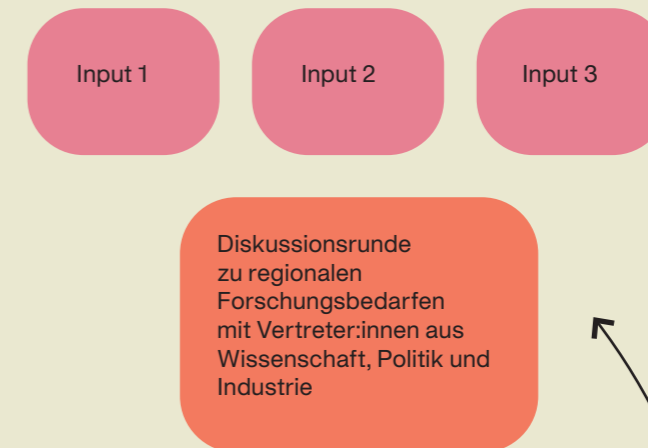 Input 1
Input 2
Input 3
Diskussionsrunde
zu regionalen
Forschungsbedarfen
mit Vertreter:innen aus
Wissenschaft, Politik und
Industrie